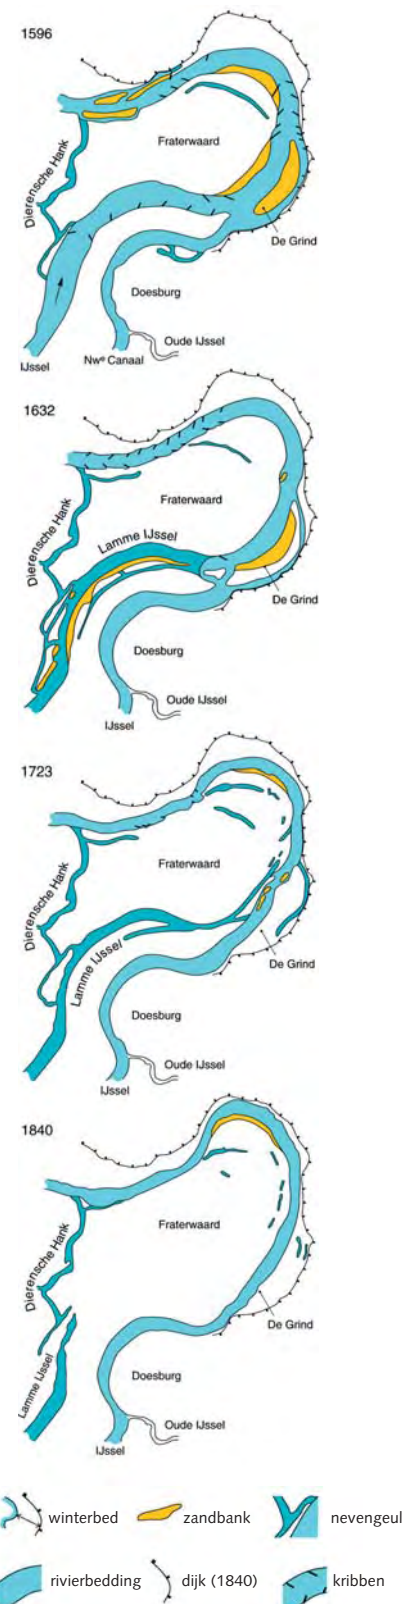 1596
Fraterwaard
Dierensche Hank
De Grind
Doesburg
Oude IJssel
IJssel
Nwe Canaal
1632
Fraterwaard
Dierensche Hank
Lamme IJssel
De Grind
Doesburg
Oude IJssel
IJssel
1723
Fraterwaard
Dierensche Hank
Lamme IJssel
De Grind
Doesburg
Oude IJssel
IJssel
1840
Fraterwaard
Dierensche Hank
De Grind
Lamme IJssel
Doesburg
Oude IJssel
IJssel
winterbed zandbank nevengeul
rivierbedding dijk (1840) kribben